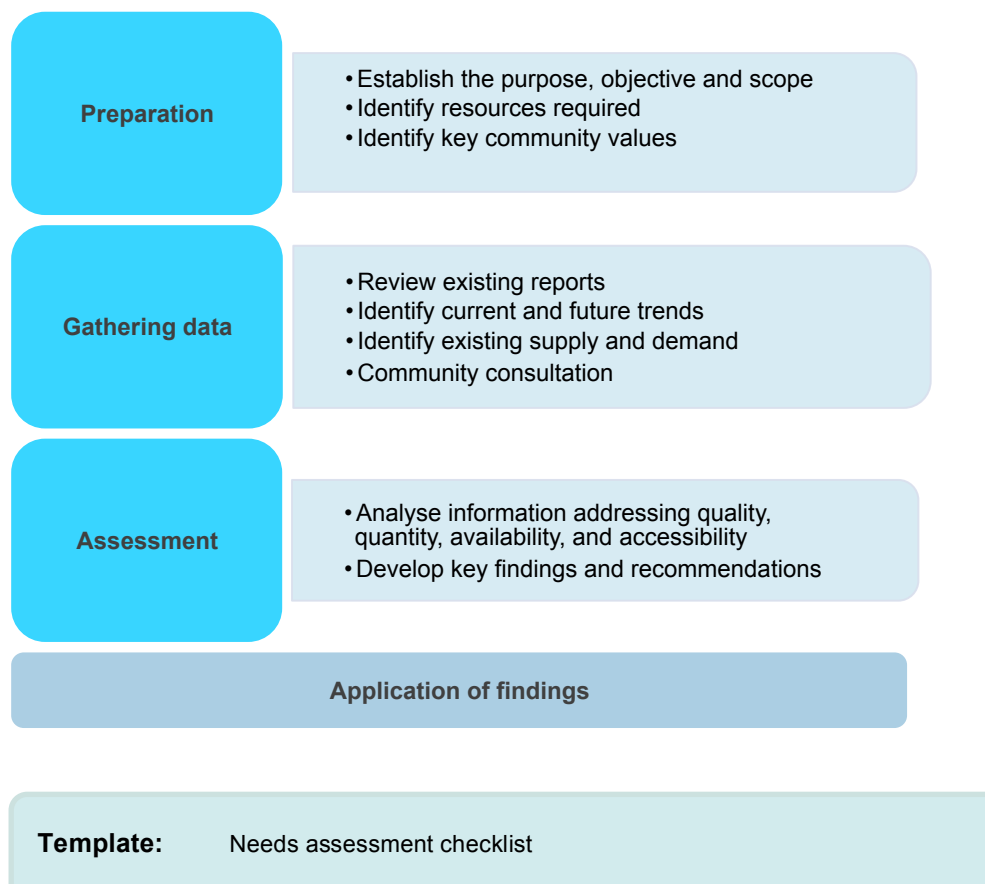 Preparation
• Establish the purpose, objective and scope
• Identify resources required
• Identify key community values
Gathering data
• Review existing reports
• Identify current and future trends
• Identify existing supply and demand
• Community consultation
Assessment
• Analyse information addressing quality,
quantity, availability, and accessibility
• Develop key findings and recommendations
Application of findings
Template: Needs assessment checklist